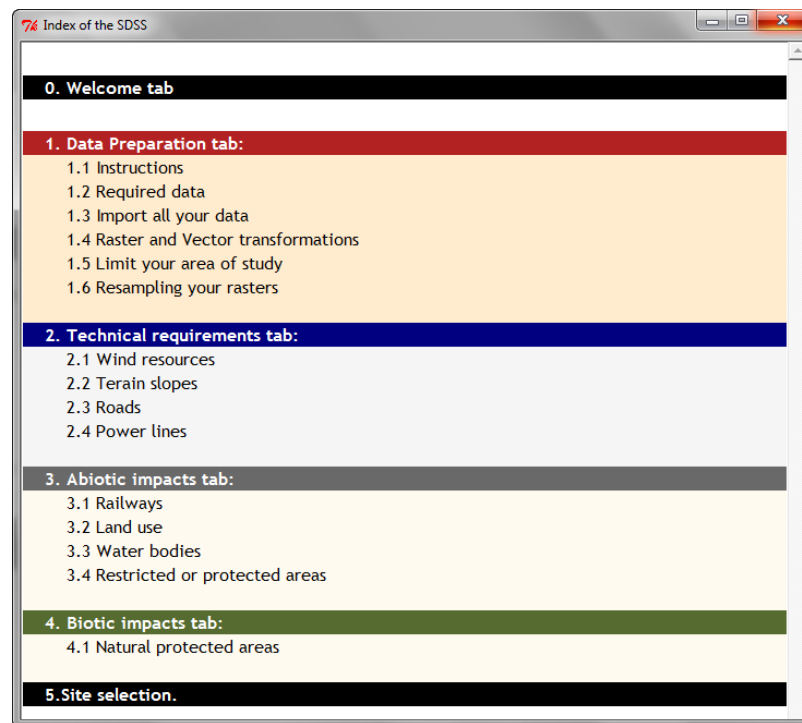 Index of the SDSS
0. Welcome tab
1. Data Preparation tab:
1.1 Instructions
1.2 Required data
1.3 Import all your data
1.4 Raster and Vector transformations
1.5 Limit your area of study
1.6 Resampling your rasters
2. Technical requirements tab:
2.1 Wind resources
2.2 Terain slopes
2.3 Roads
2.4 Power lines
3. Abiotic impacts tab:
3.1 Railways
3.2 Land use
3.3 Water bodies
3.4 Restricted or protected areas
4. Biotic impacts tab:
4.1 Natural protected areas
5.Site selection.